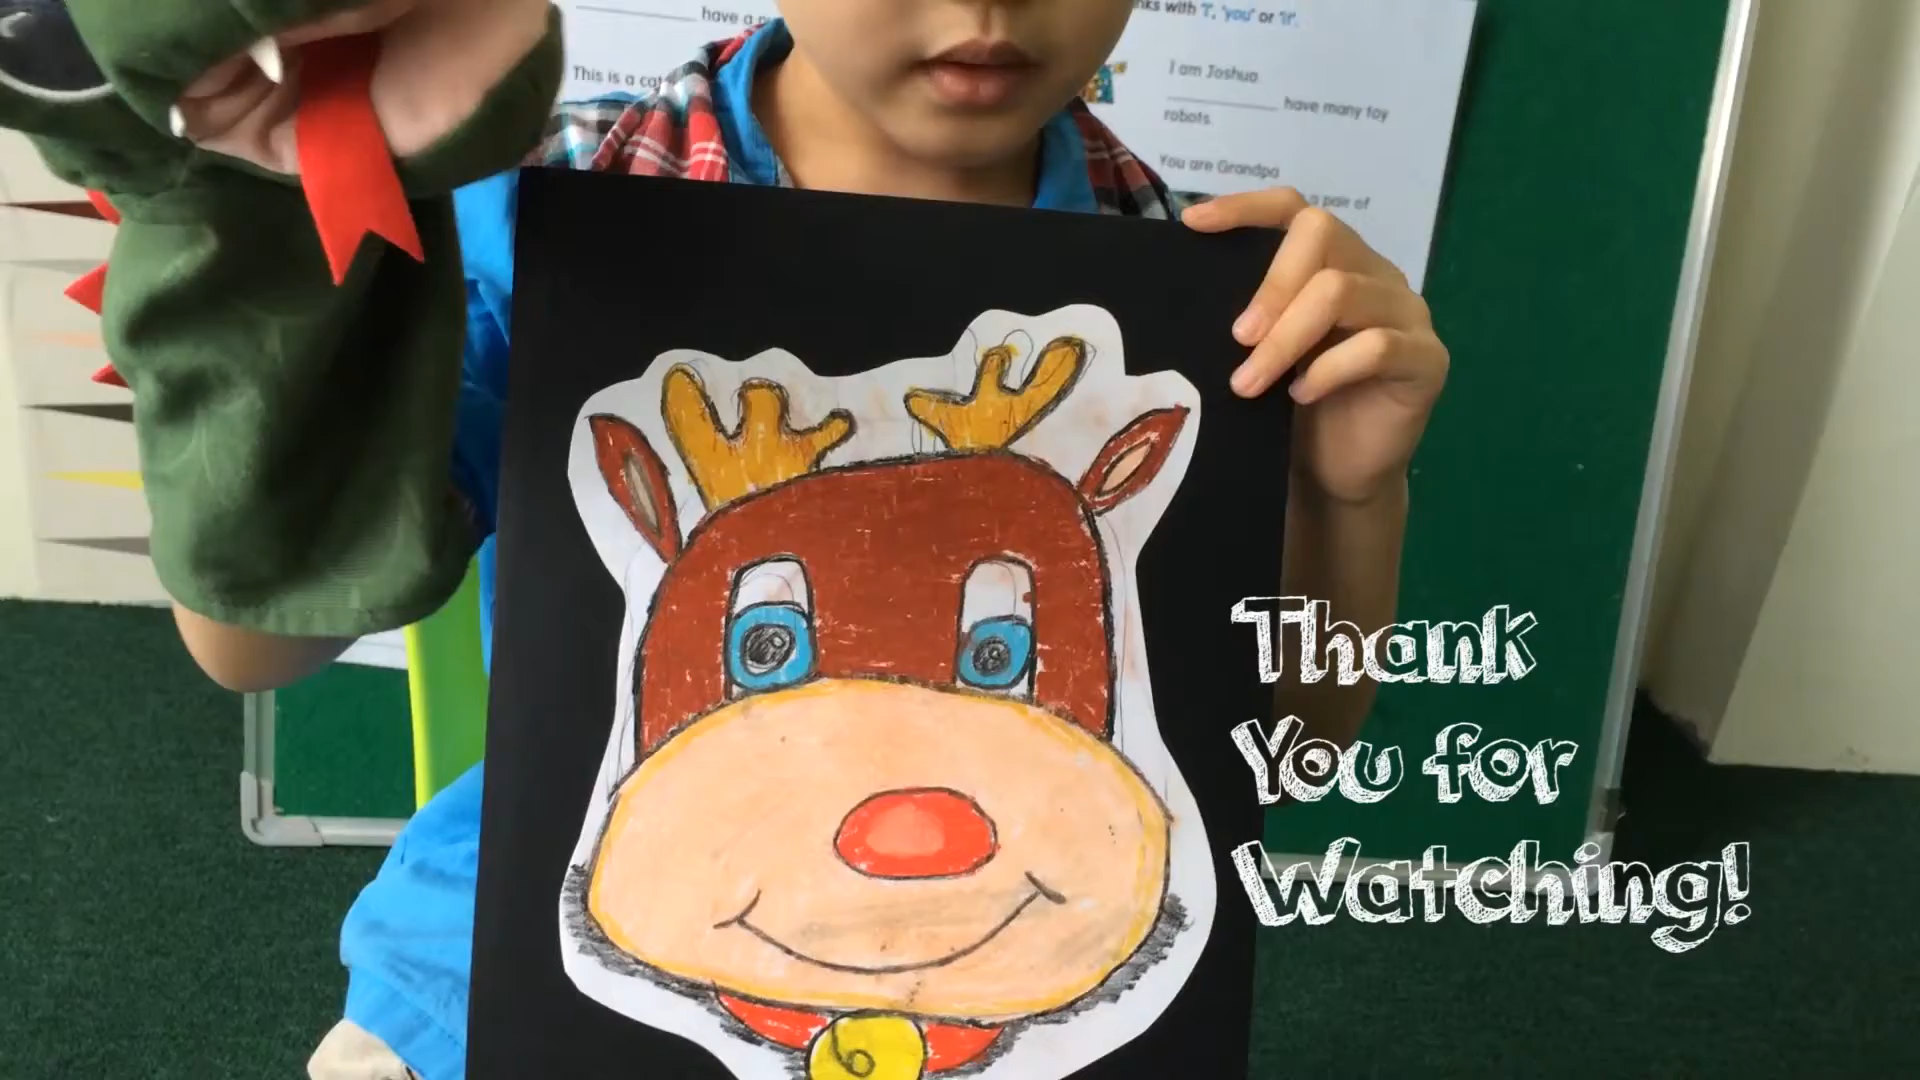 have a
This is a cat
nks with 'I', 'you' or 'it'.
I am Joshua.
have many toy
robots.
You are Grandpa
a pair of
Thank
You for
Watching!